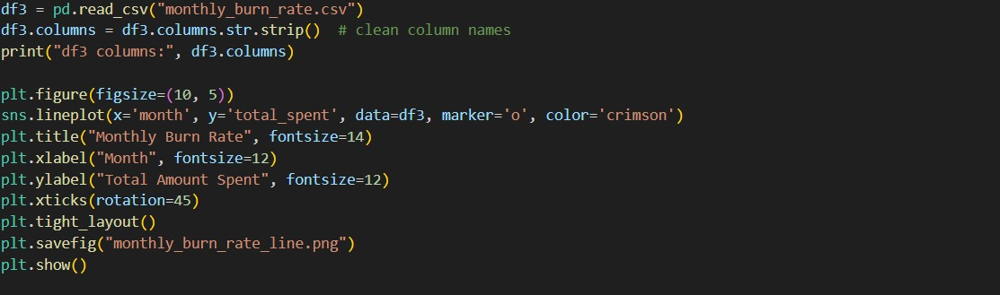 df3 = pd.read_csv("monthly_burn_rate.csv")
df3.columns = df3.columns.str.strip()  # clean column names
print("df3 columns:", df3.columns)

plt.figure(figsize=(10, 5))
sns.lineplot(x='month', y='total_spent', data=df3, marker='o', color='crimson')
plt.title("Monthly Burn Rate", fontsize=14)
plt.xlabel("Month", fontsize=12)
plt.ylabel("Total Amount Spent", fontsize=12)
plt.xticks(rotation=45)
plt.tight_layout()
plt.savefig("monthly_burn_rate_line.png")
plt.show()